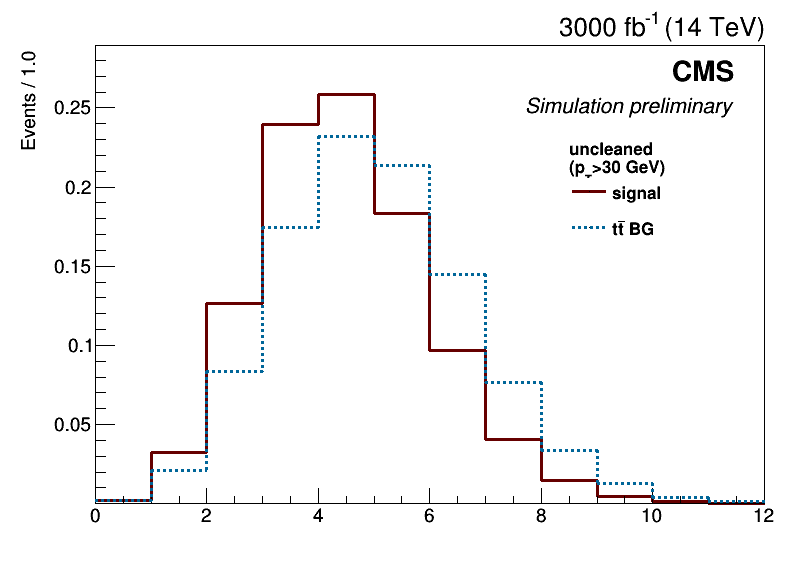 3000 fb⁻¹ (14 TeV)
Events / 1.0
CMS
Simulation preliminary
uncleaned
(p_T>30 GeV)
signal
tt̄ BG
0.25
0.2
0.15
0.1
0.05
0 2 4 6 8 10 12